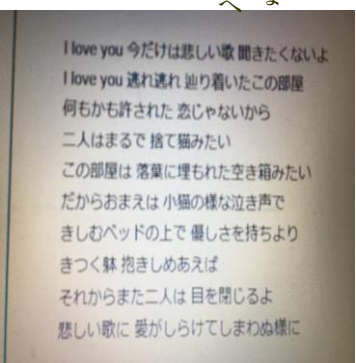 I love you 今だけは悲しい歌 聞きたくないよ
I love you 逃れ逃れ 辿り着いたこの部屋
何もかも許された 恋じゃないから
二人はまるで 捨て猫みたい
この部屋は 落葉に埋もれた空き箱みたい
だからおまえは 小猫の様な泣き声で
きしむベッドの上で 優しさを持ちより
きつく躰 抱きしめあえば
それからまた二人は 目を閉じるよ
悲しい歌に 愛がしらけてしまわぬ様に